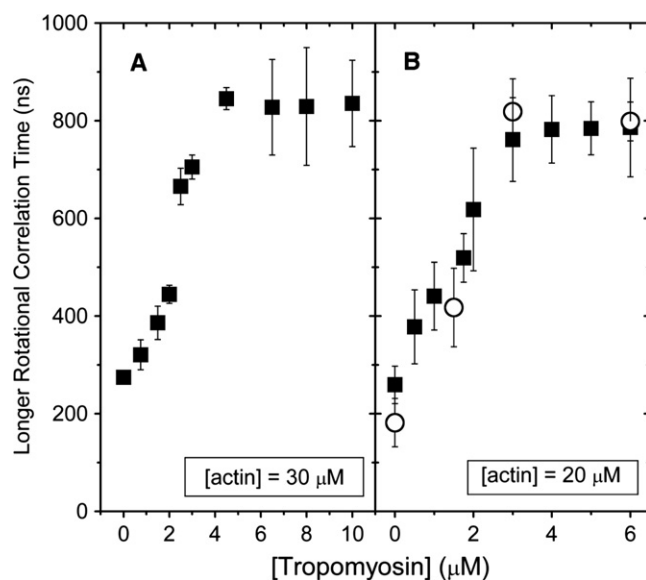 1000
A
B
800
600
400
200
0
Longer Rotational Correlation Time (ns)
[actin] = 30 μM
[actin] = 20 μM
0 2 4 6 8 10
0 2 4 6
[Tropomyosin] (μM)